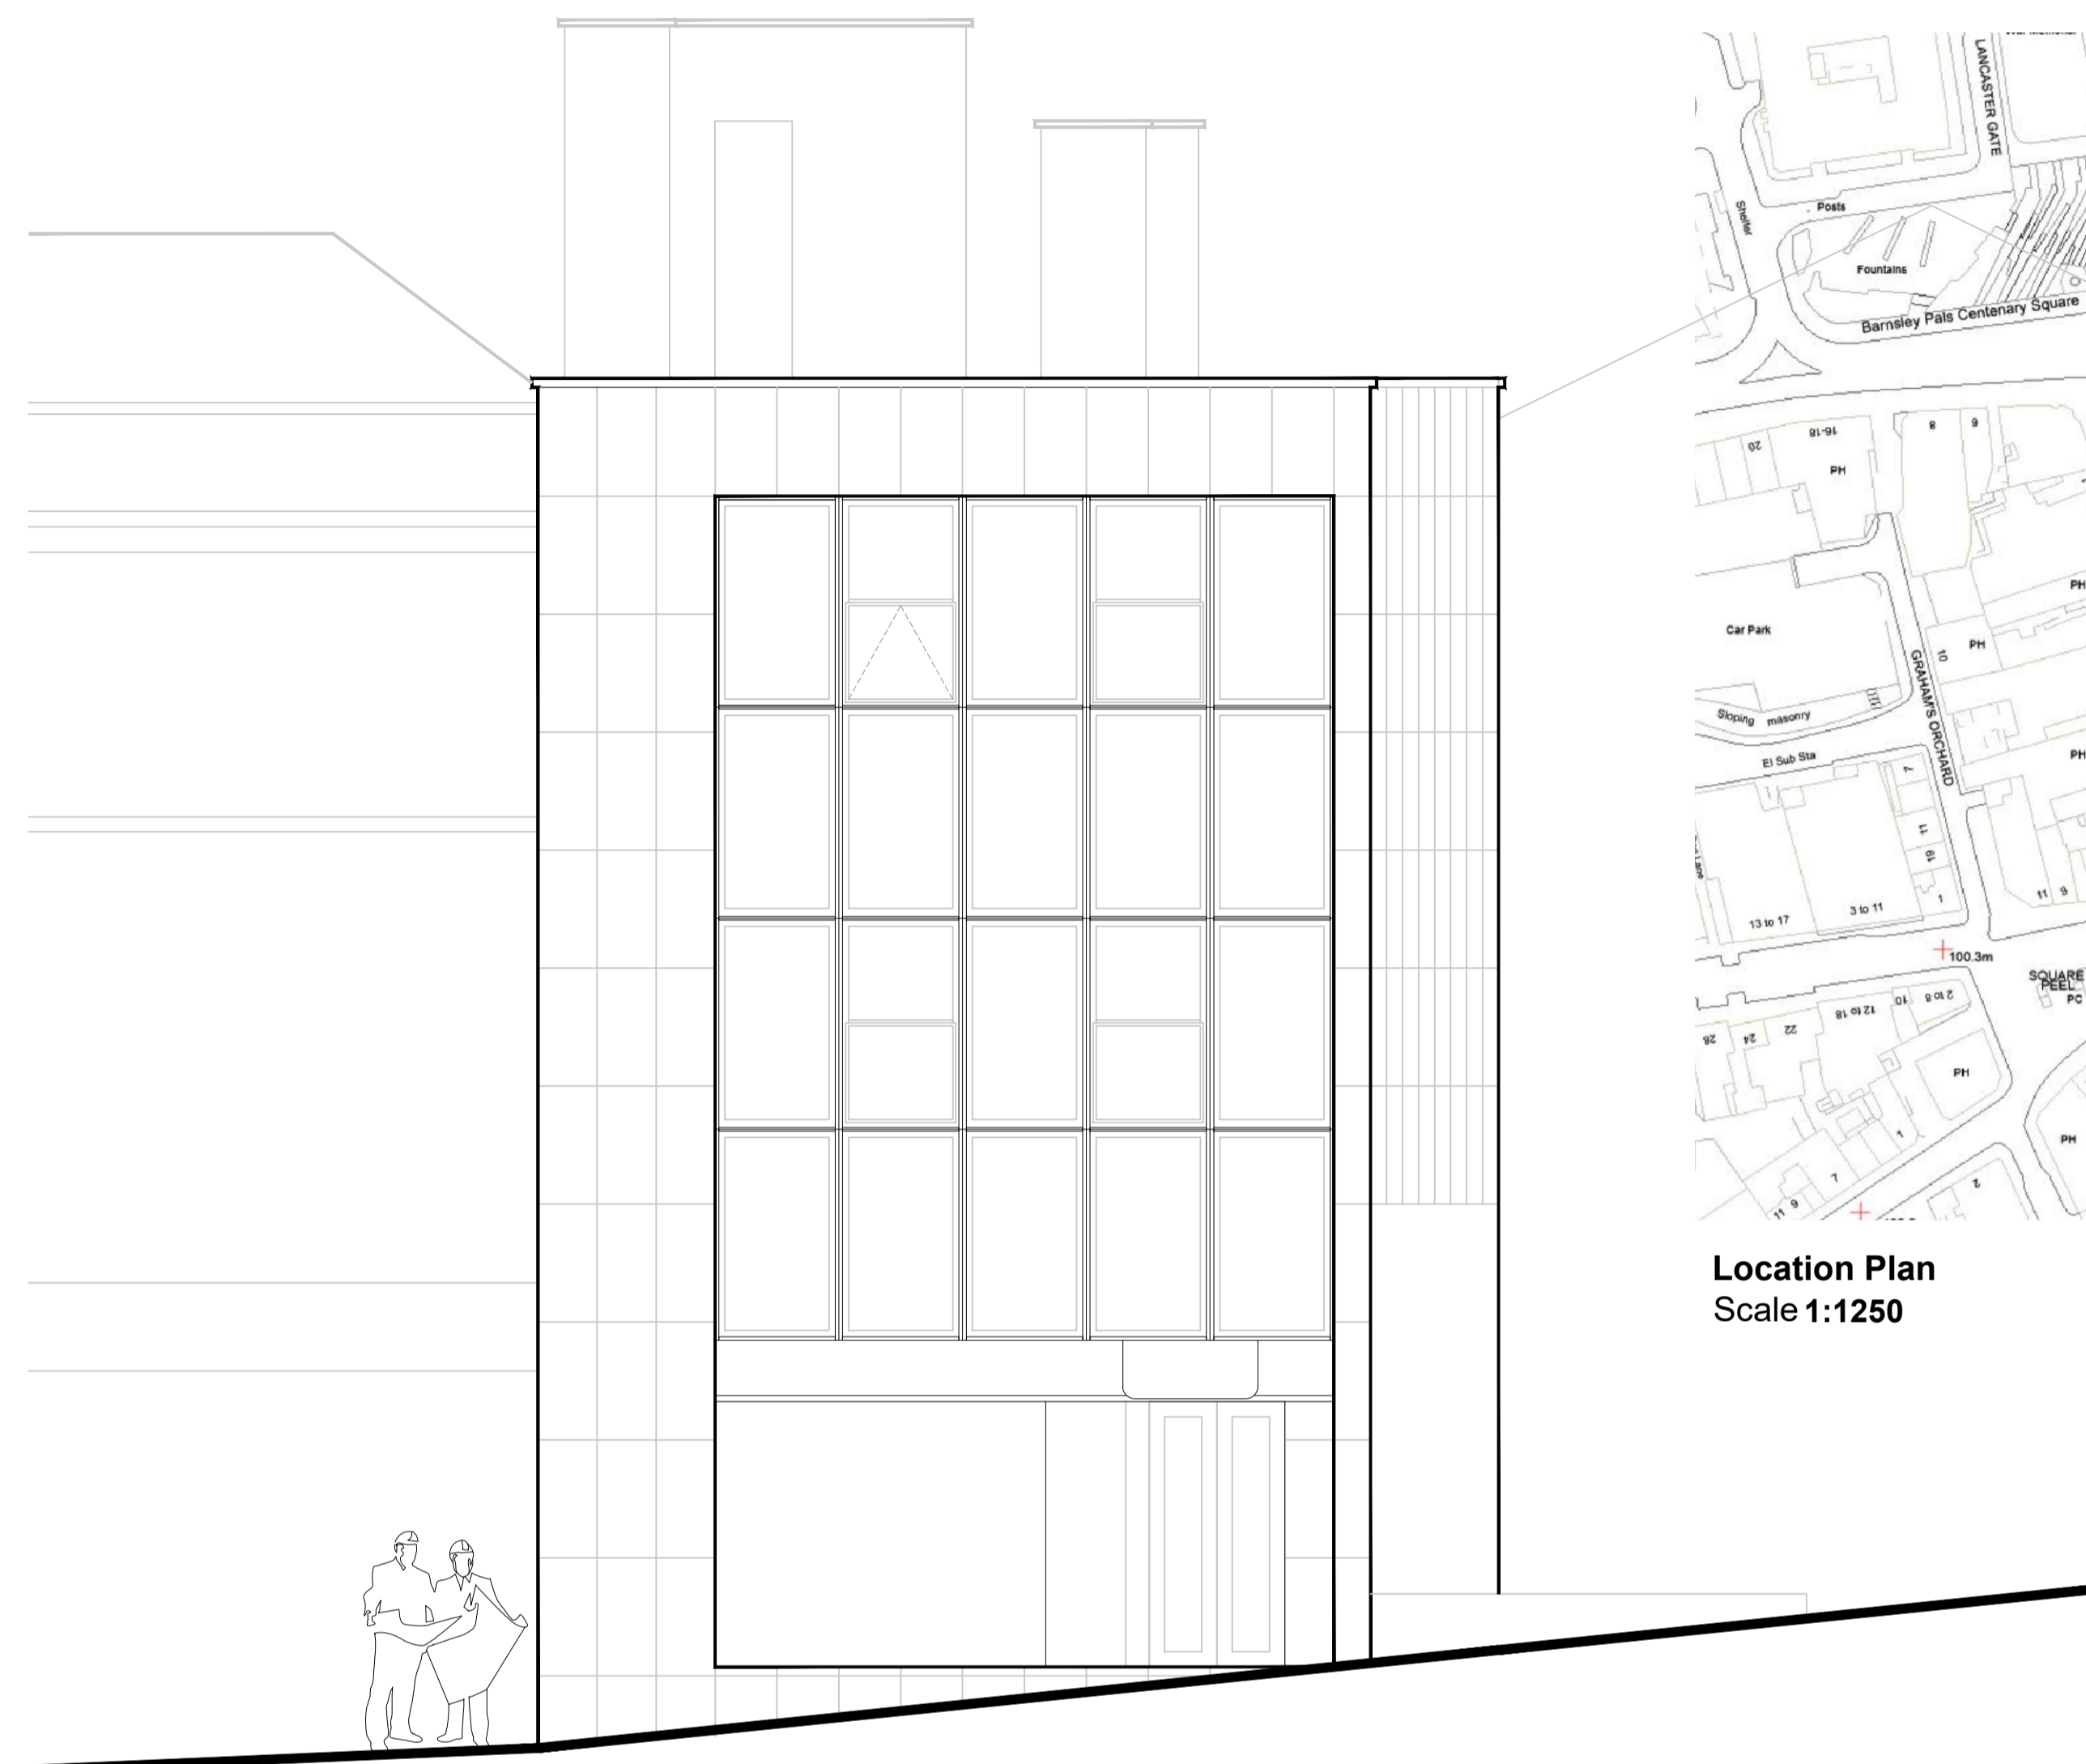 LANCASTER GATE
Shelter
Posts
Fountains
Barnsley Pals Centenary Square
20
16-18
PH
8
6
PH
Car Park
10
PH
GRAHAM'S ORCHARD
Sloping masonry
El Sub Sta
PH
7
11
19
1
13 to 17
3 to 11
11
9
100.3m
SQUARE
PEEL
PC
28
24
22
12 to 18
10
2 to 8
PH
1
7
9
11
2
PH
Location Plan
Scale 1:1250